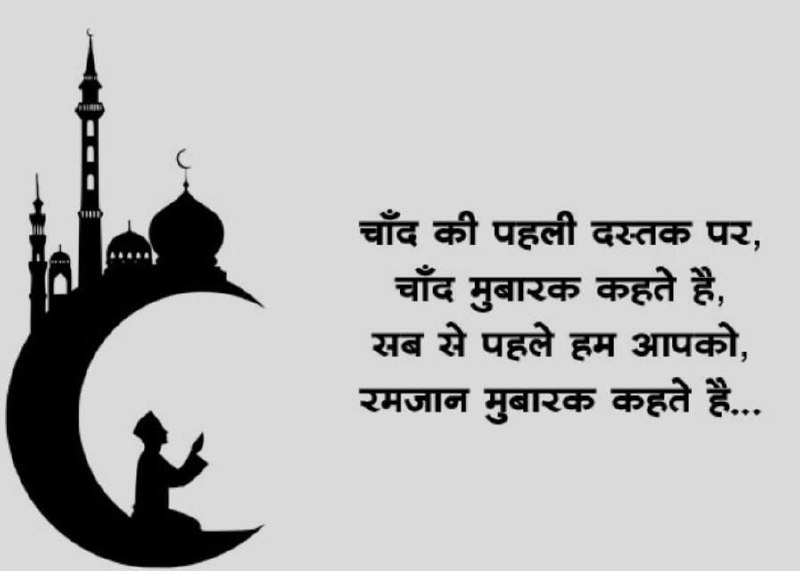 चाँद की पहली दस्तक पर,
चाँद मुबारक कहते है,
सब से पहले हम आपको,
रमजान मुबारक कहते है...